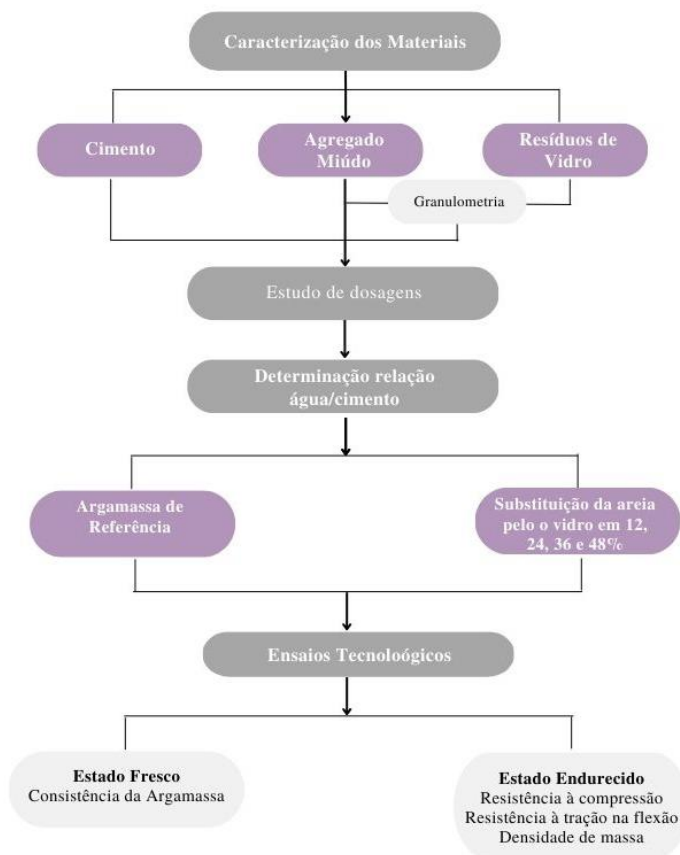 Caracterização dos Materiais
Cimento
Agregado
Miúdo
Resíduos de
Vidro
Granulometria
Estudo de dosagens
Determinação relação
água/cimento
Argamassa de
Referência
Substituição da areia
pelo o vidro em 12,
24, 36 e 48%
Ensaios Tecnoloógicos
Estado Fresco
Consistência da Argamassa
Estado Endurecido
Resistência à compressão
Resistência à tração na flexão
Densidade de massa